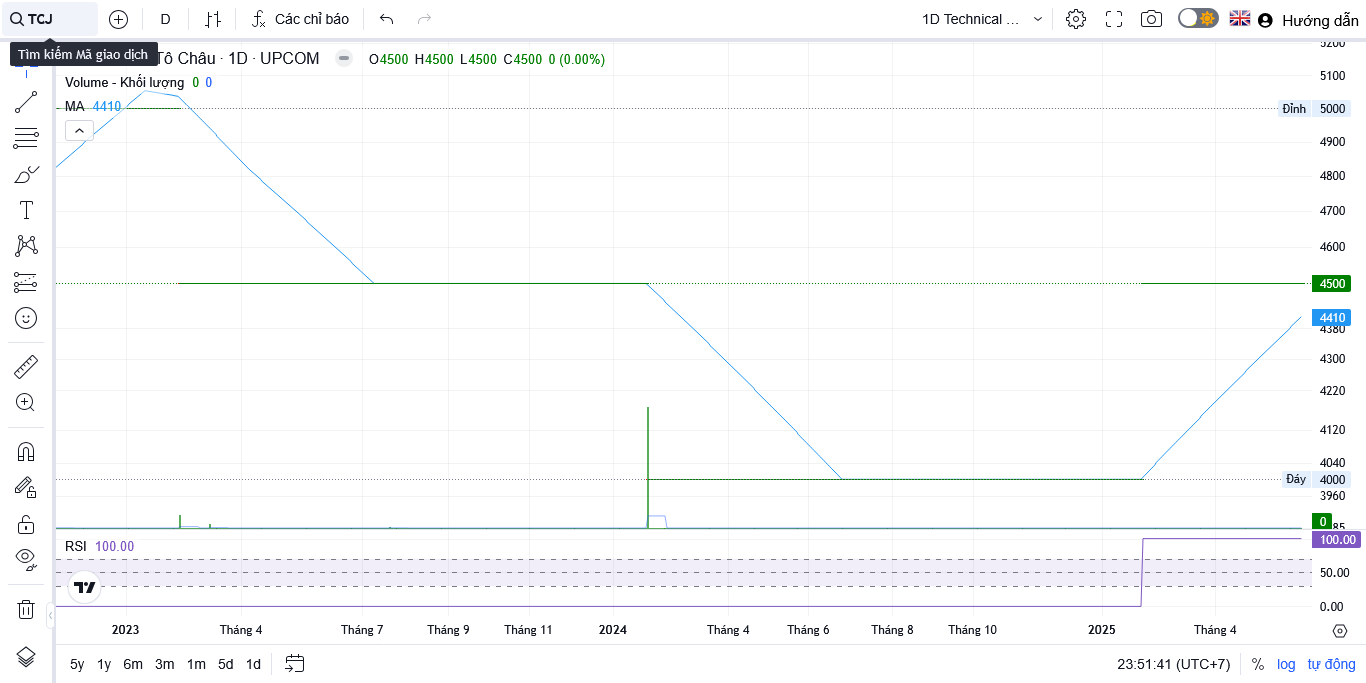 TCJ
D
Các chỉ báo
1D Technical ...
Hướng dẫn
Tìm kiếm Mã giao dịch
Tô Châu · 1D · UPCOM
O4500 H4500 L4500 C4500 0 (0.00%)
Volume - Khối lượng 0 0
MA 4410
5200
5100
Đỉnh 5000
4900
4800
4700
4600
4500
4410
4380
4300
4220
4120
4040
Đáy 4000
3960
0
85
RSI 100.00
100.00
50.00
0.00
2023 Tháng 4 Tháng 7 Tháng 9 Tháng 11 2024 Tháng 4 Tháng 6 Tháng 8 Tháng 10 2025 Tháng 4
5y 1y 6m 3m 1m 5d 1d
23:51:41 (UTC+7) % log tự động